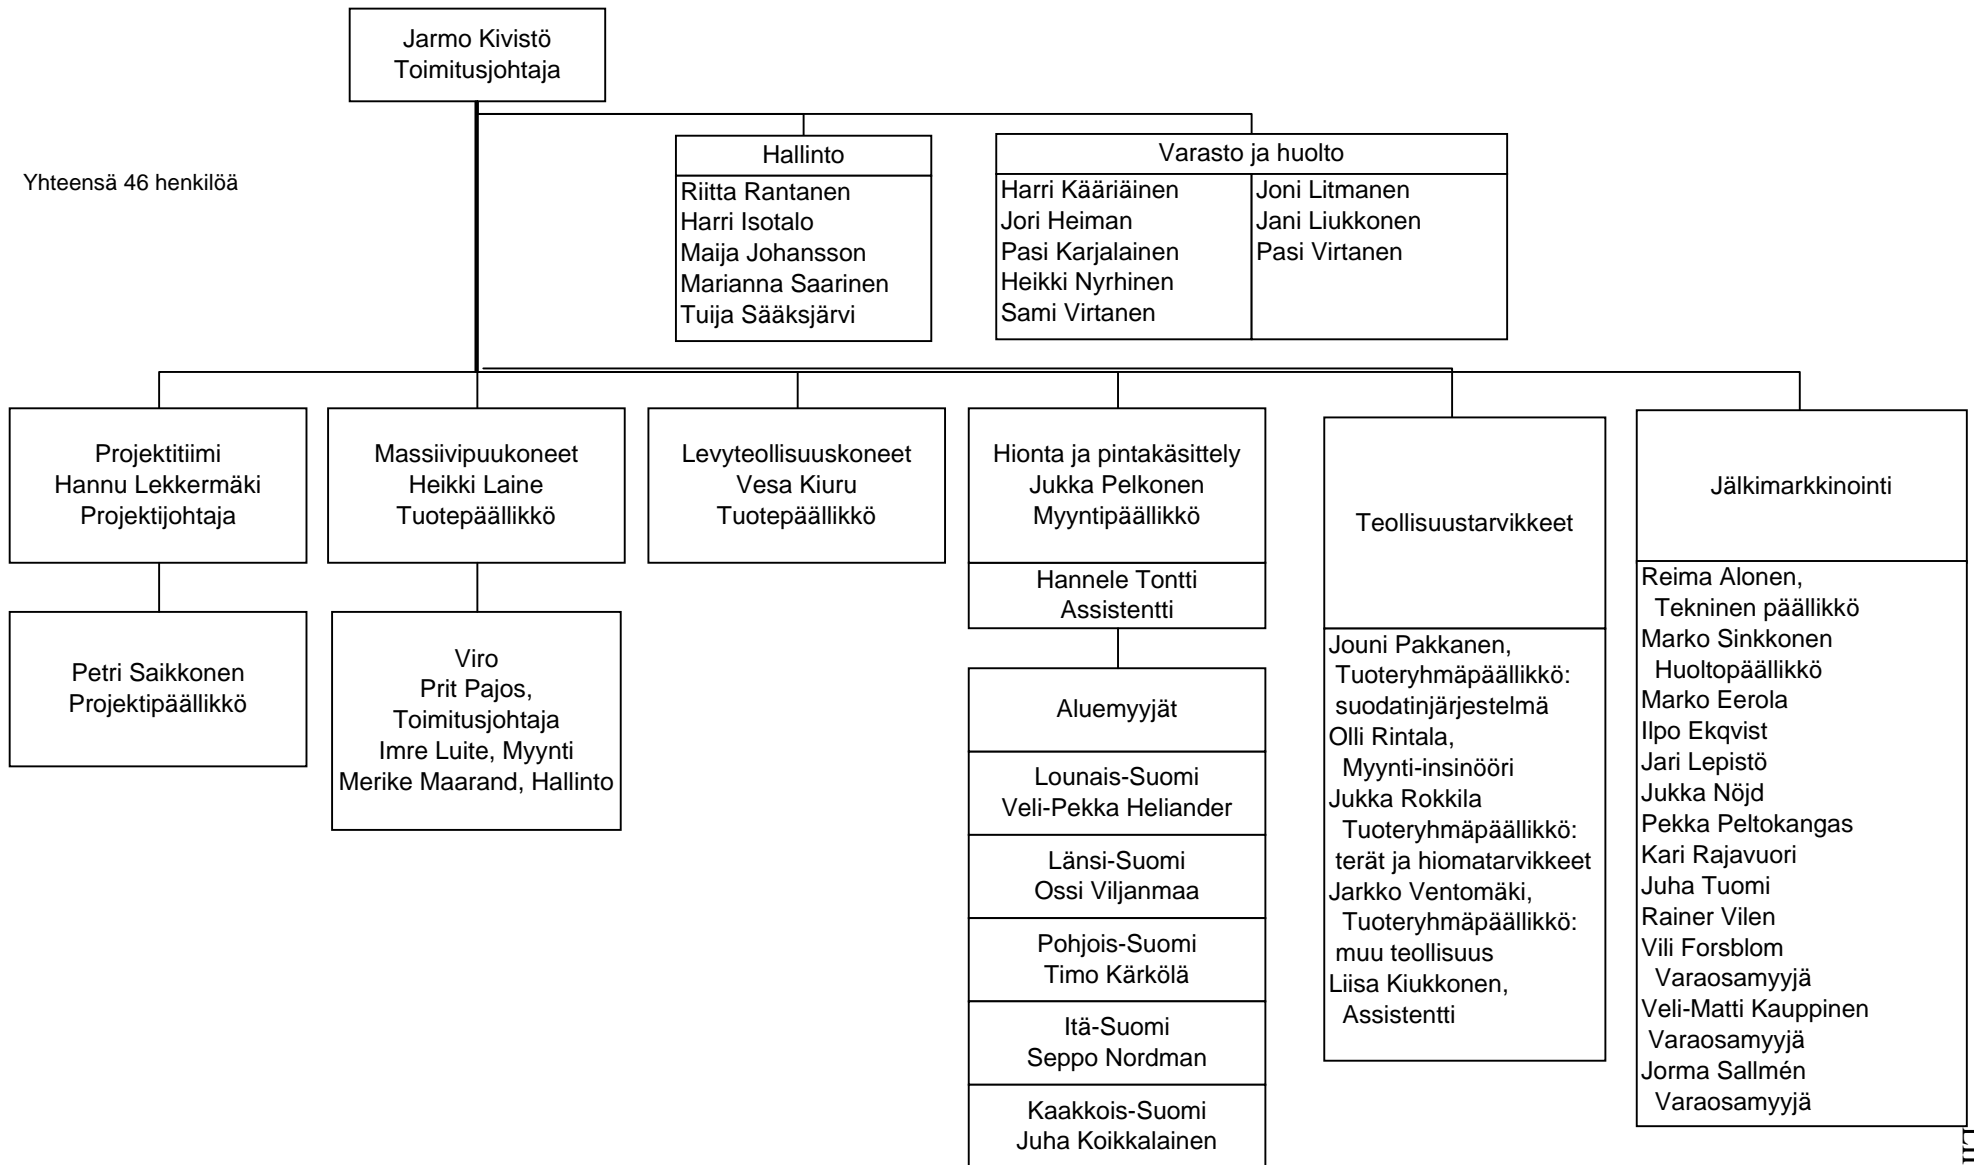 Jarmo Kivistö
Toimitusjohtaja
Yhteensä 46 henkilöä
Hallinto
Riitta Rantanen
Harri Isotalo
Maija Johansson
Marianna Saarinen
Tuija Sääksjärvi
Varasto ja huolto
Harri Kääriäinen
Jori Heiman
Pasi Karjalainen
Heikki Nyrhinen
Sami Virtanen
Joni Litmanen
Jani Liukkonen
Pasi Virtanen
Projektitiimi
Hannu Lekkermäki
Projektijohtaja
Petri Saikkonen
Projektipäällikkö
Massiivipuukoneet
Heikki Laine
Tuotepäällikkö
Viro
Prit Pajos,
Toimitusjohtaja
Imre Luite, Myynti
Merike Maarand, Hallinto
Levyteollisuuskoneet
Vesa Kiuru
Tuotepäällikkö
Hionta ja pintakäsittely
Jukka Pelkonen
Myyntipäällikkö
Hannele Tontti
Assistentti
Aluemyyjät
Lounais-Suomi
Veli-Pekka Heliander
Länsi-Suomi
Ossi Viljanmaa
Pohjois-Suomi
Timo Kärkölä
Itä-Suomi
Seppo Nordman
Kaakkois-Suomi
Juha Koikkalainen
Teollisuustarvikkeet
Jouni Pakkanen,
Tuoteryhmäpäällikkö:
suodatinjärjestelmä
Olli Rintala,
Myynti-insinööri
Jukka Rokkila
Tuoteryhmäpäällikkö:
terät ja hiomatarvikkeet
Jarkko Ventomäki,
Tuoteryhmäpäällikkö:
muu teollisuus
Liisa Kiukkonen,
Assistentti
Jälkimarkkinointi
Reima Alonen,
Tekninen päällikkö
Marko Sinkkonen
Huoltopäällikkö
Marko Eerola
Ilpo Ekqvist
Jari Lepistö
Jukka Nöjd
Pekka Peltokangas
Kari Rajavuori
Juha Tuomi
Rainer Vilen
Vili Forsblom
Varaosamyyjä
Veli-Matti Kauppinen
Varaosamyyjä
Jorma Sallmén
Varaosamyyjä